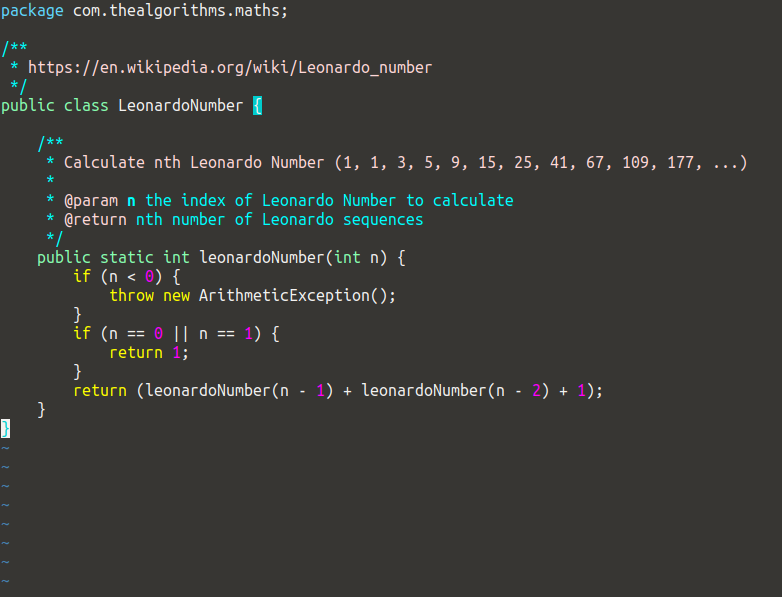 package com.thealgorithms.maths;
/**
 * https://en.wikipedia.org/wiki/Leonardo_number
 */
public class LeonardoNumber {
    /**
     * Calculate nth Leonardo Number (1, 1, 3, 5, 9, 15, 25, 41, 67, 109, 177, ...)
     *
     * @param n the index of Leonardo Number to calculate
     * @return nth number of Leonardo sequences
     */
    public static int leonardoNumber(int n) {
        if (n < 0) {
            throw new ArithmeticException();
        }
        if (n == 0 || n == 1) {
            return 1;
        }
        return (leonardoNumber(n - 1) + leonardoNumber(n - 2) + 1);
    }
}
~
~
~
~
~
~
~
~